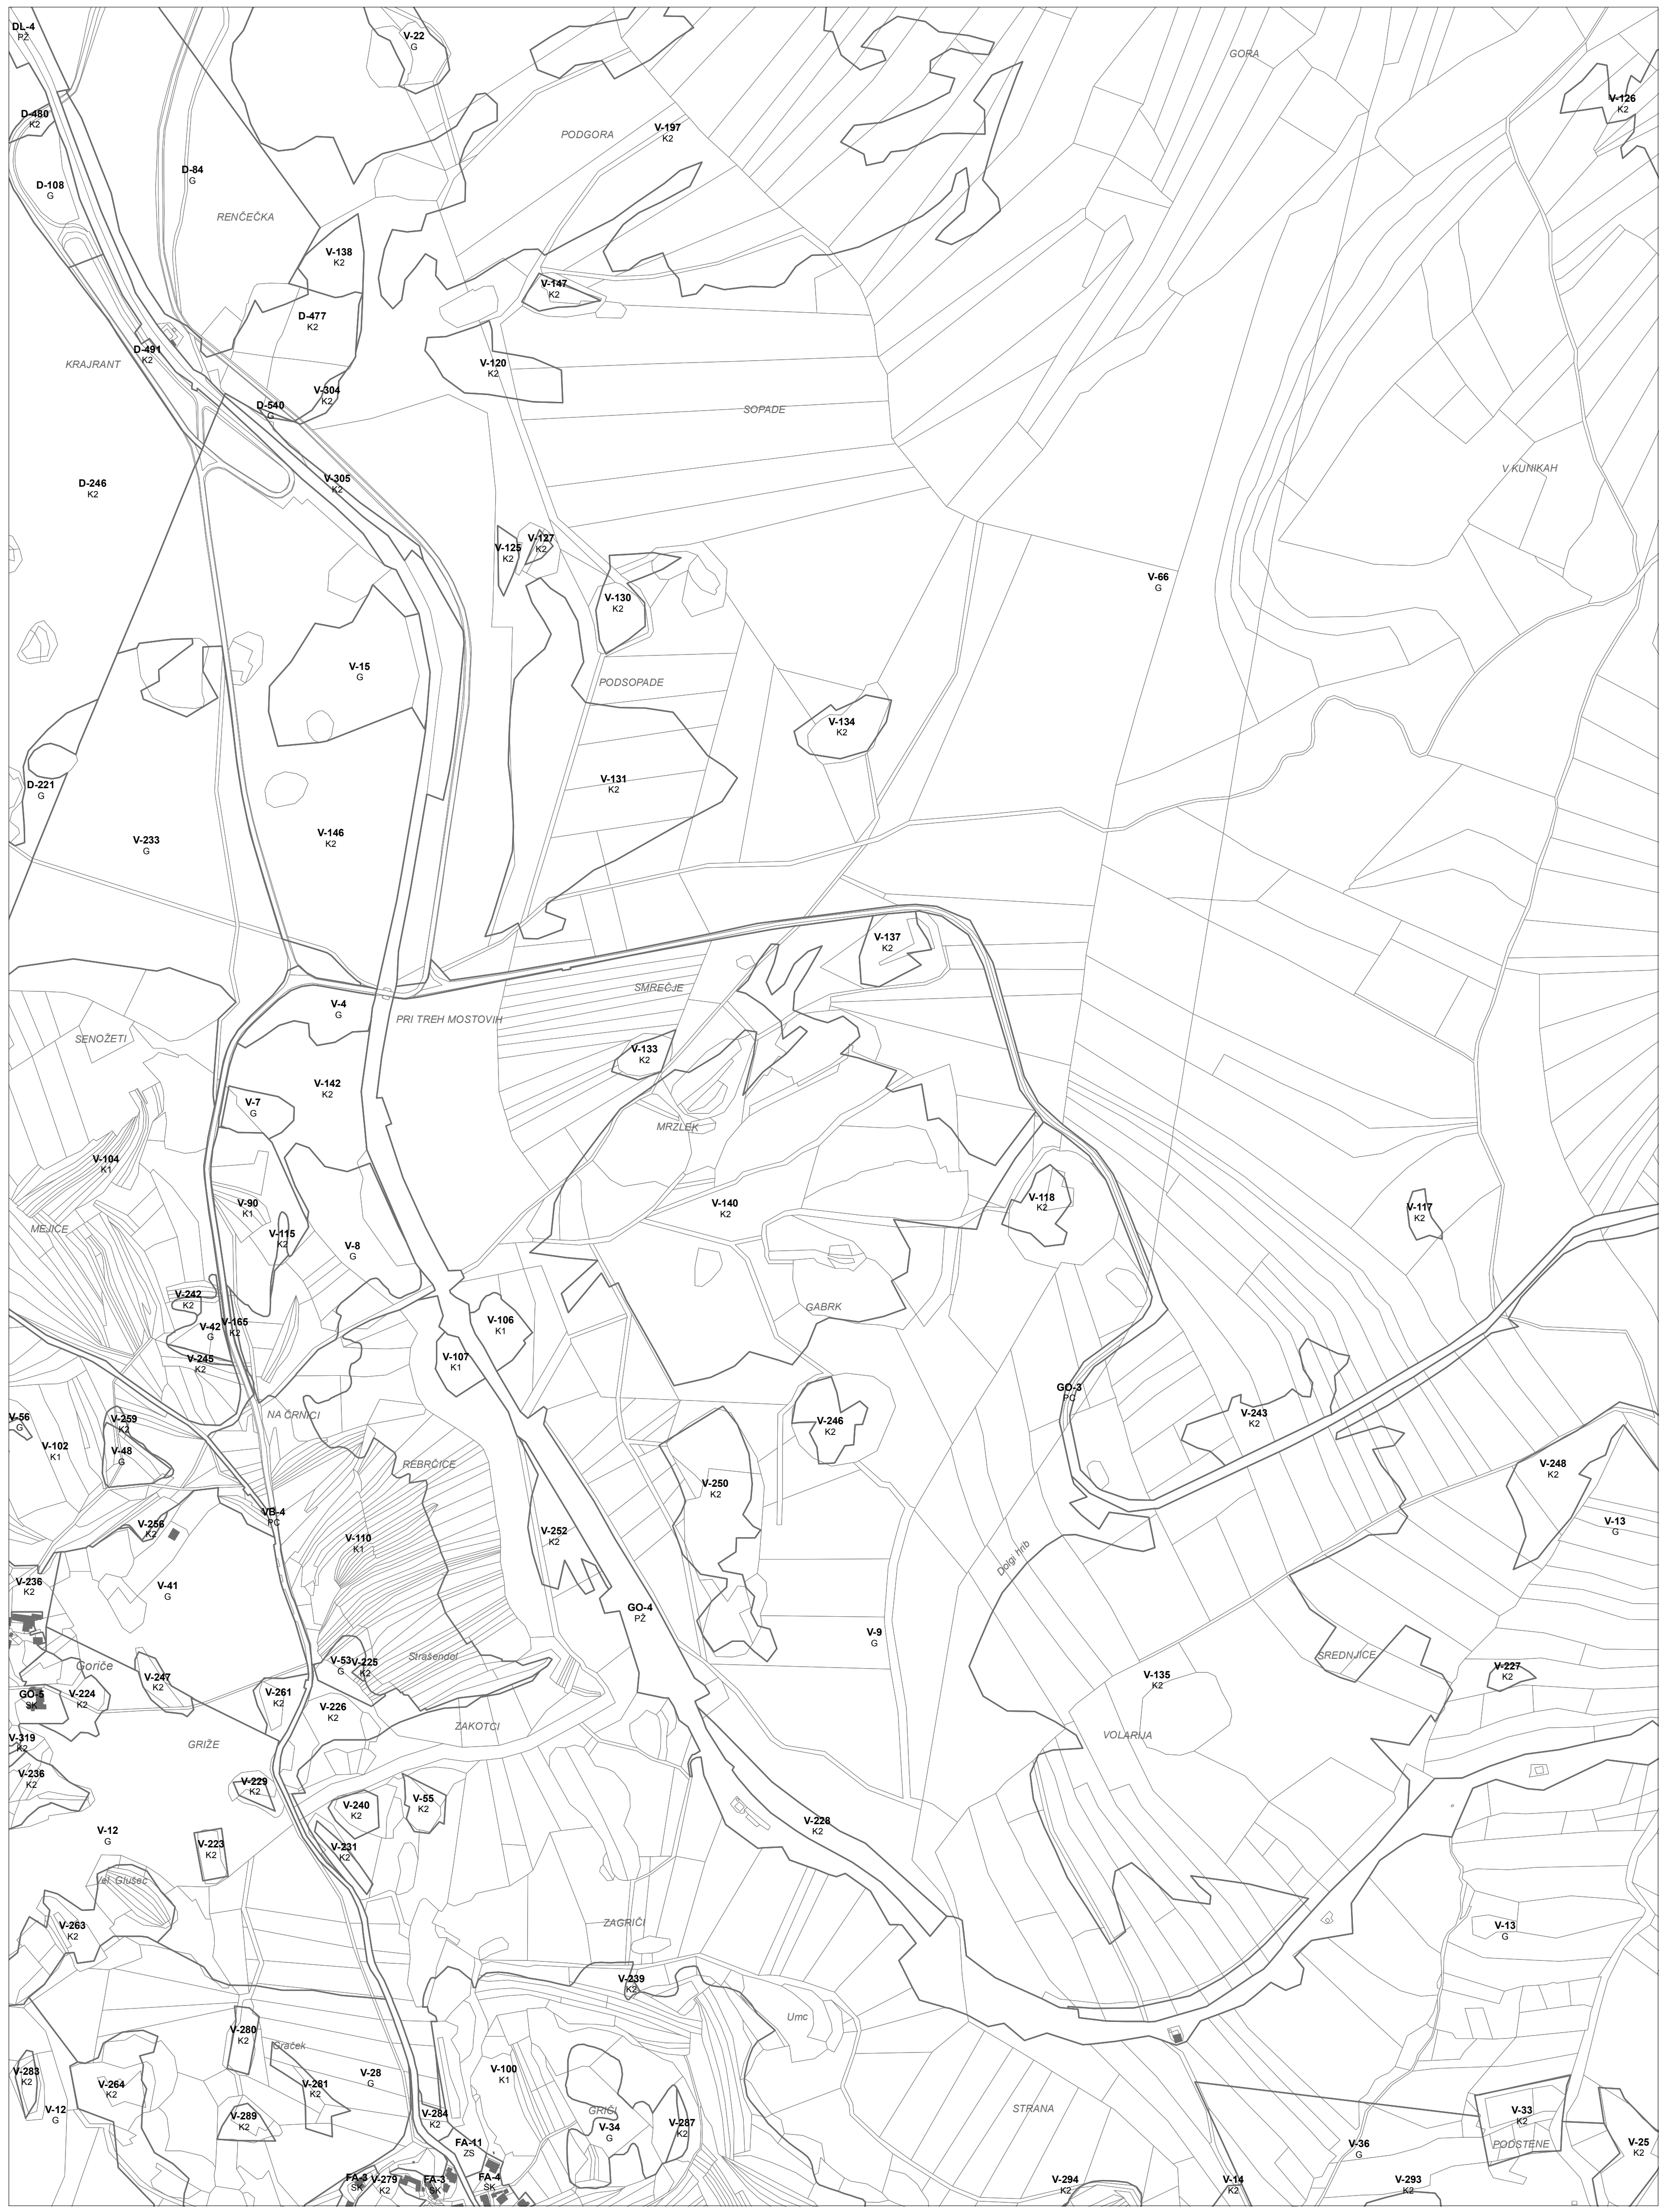 DL-4
PŽ
V-22
G
GORA
V-126
K2
D-480
K2
PODGORA
V-197
K2
D-84
G
D-108
G
RENČEČKA
V-138
K2
V-147
K2
D-477
K2
D-491
K2
KRAJRANT
V-120
K2
V-304
K2
D-540
G
SOPADE
V-305
K2
D-246
K2
V KUNIKAH
V-125
K2
V-127
K2
V-66
G
V-130
K2
V-15
G
PODSOPADE
V-134
K2
V-131
K2
D-221
G
V-233
G
V-146
K2
V-137
K2
SMREČJE
V-4
G
PRI TREH MOSTOVIH
SENOŽETI
V-133
K2
V-142
K2
V-7
G
MRZLEK
V-104
K1
V-90
K1
V-140
K2
V-118
K2
V-117
K2
MEJIČE
V-115
K2
V-8
G
V-242
K2
GABRK
V-42
G
V-165
K2
V-106
K1
V-245
K2
V-107
K1
GO-3
PC
NA ČRNICI
V-56
G
V-259
K2
V-246
K2
V-243
K2
V-102
K1
V-48
G
REBRČICE
V-248
K2
V-250
K2
VB-4
PC
V-256
K2
V-252
K2
V-13
G
V-110
K1
Dolgi hrib
V-236
K2
V-41
G
GO-4
PŽ
V-9
G
Goriče
V-53
G
V-225
K2
Strašendol
SREDNJICE
V-247
K2
V-135
K2
V-227
K2
GO-5
SK
V-224
K2
V-261
K2
V-226
K2
ZAKOTCI
VOLARIJA
V-319
K2
GRIŽE
V-236
K2
V-229
K2
V-240
K2
V-55
K2
V-228
K2
V-12
G
V-223
K2
V-231
K2
Vel. Glušec
V-263
K2
ZAGRIČI
V-13
G
V-239
K2
Umc
V-280
K2
Graček
V-283
K2
V-264
K2
V-281
K2
V-28
G
V-100
K1
V-12
G
V-289
K2
V-284
K2
GRIČI
V-34
G
V-287
K2
STRANA
V-33
K2
FA-11
ZS
V-36
G
PODSTENE
V-25
K2
FA-3
SK
V-279
K2
FA-3
SK
FA-4
SK
V-294
K2
V-14
K2
V-293
K2